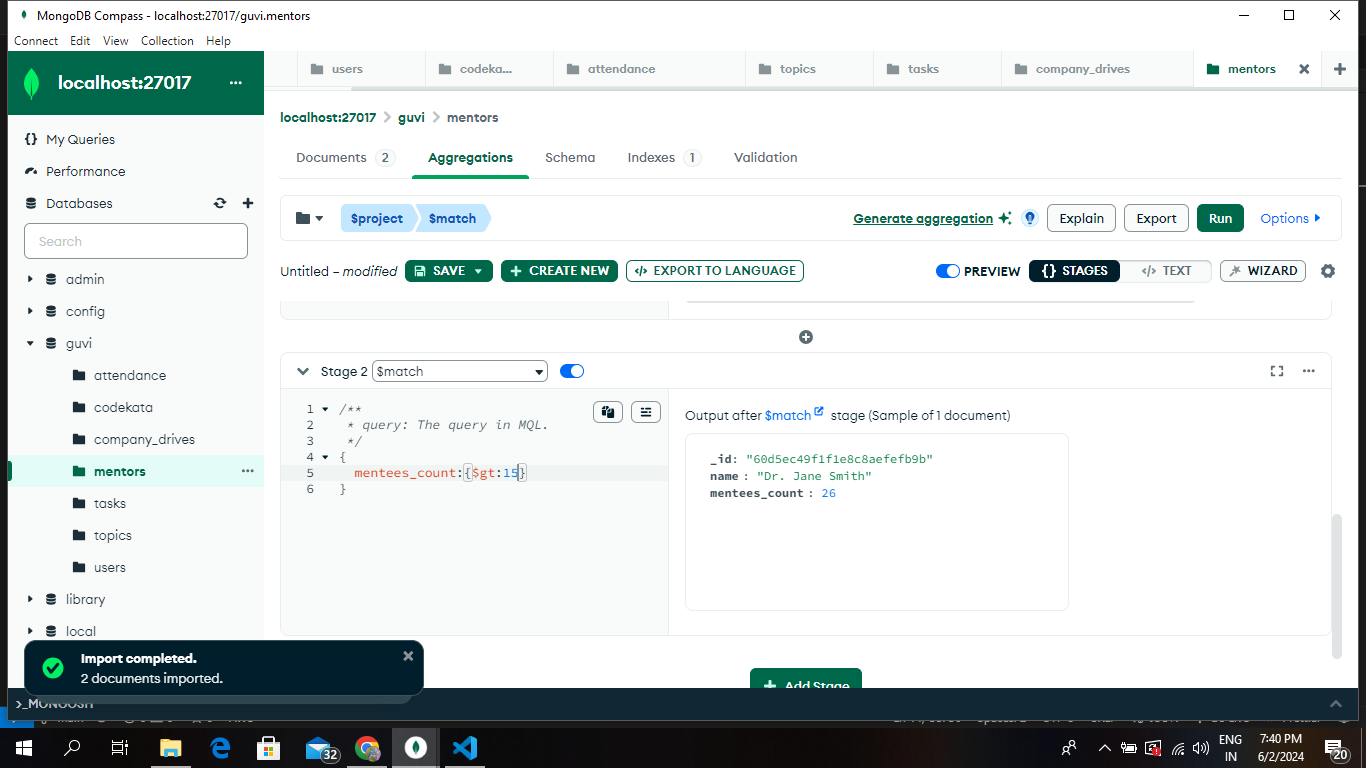 MongoDB Compass - localhost:27017/guvi.mentors
Connect Edit View Collection Help
localhost:27017
users codeka... attendance topics tasks company_drives mentors
localhost:27017 > guvi > mentors
My Queries
Performance
Databases
Search
admin
config
guvi
attendance
codekata
company_drives
mentors
tasks
topics
users
library
local
Documents 2 Aggregations Schema Indexes 1 Validation
$project $match Generate aggregation Explain Export Run Options
Untitled – modified SAVE + CREATE NEW </> EXPORT TO LANGUAGE PREVIEW {} STAGES </> TEXT WIZARD
Stage 2 $match
1 /**
2 * query: The query in MQL.
3 */
4 {
5 mentees_count:{$gt:15}
6 }
Output after $match stage (Sample of 1 document)
_id: "60d5ec49f1f1e8c8aefefb9b"
name : "Dr. Jane Smith"
mentees_count : 26
+ Add Stage
Import completed.
2 documents imported.
>_MONGOSH
32
ENG
IN
7:40 PM
6/2/2024
20